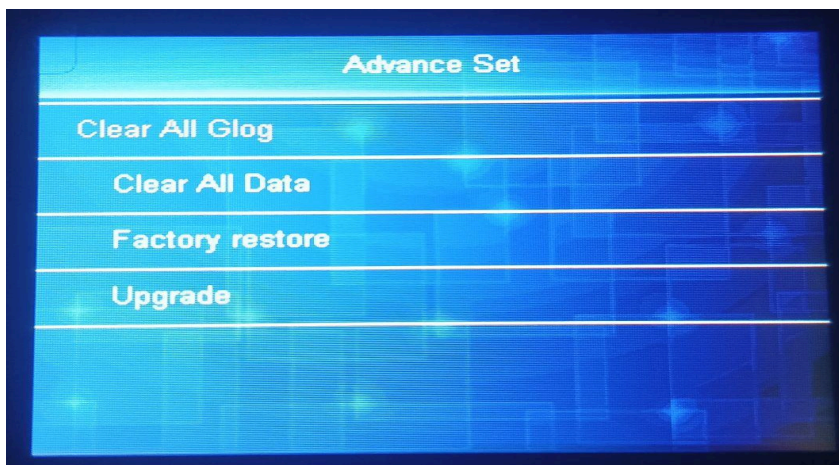 Advance Set
Clear All Glog
Clear All Data
Factory restore
Upgrade